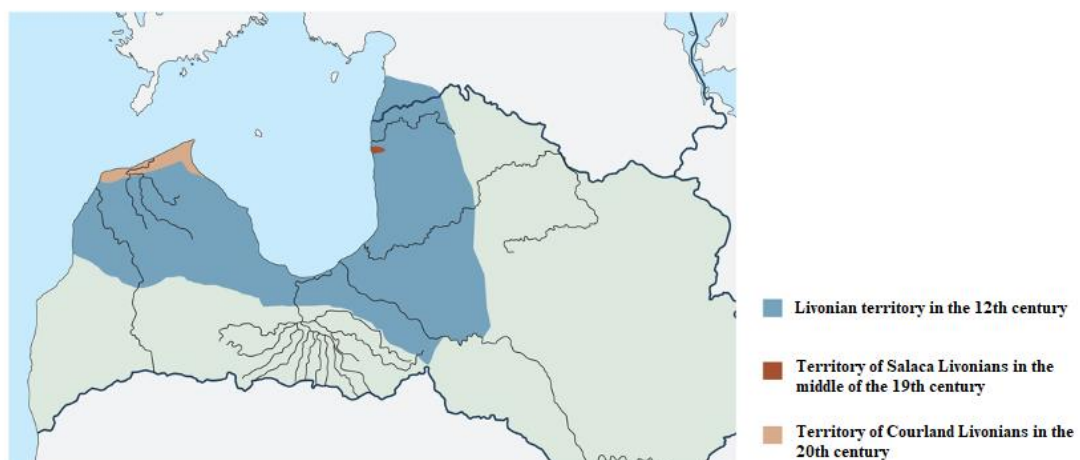 Livonian territory in the 12th century
Territory of Salaca Livonians in the
middle of the 19th century
Territory of Courland Livonians in the
20th century